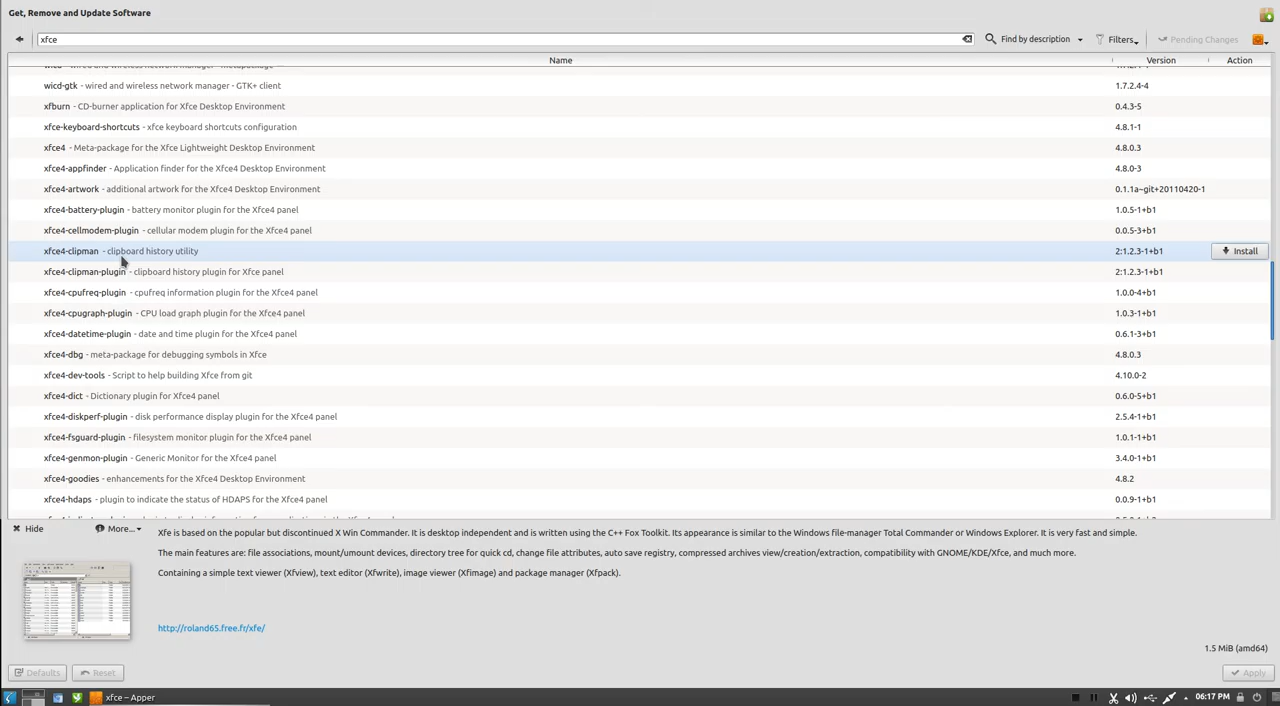 Get, Remove and Update Software
xfce Find by description Filters Pending Changes
Name Version Action
wicd-gtk - wired and wireless network manager - GTK+ client 1.7.2.4-4
xfburn - CD-burner application for Xfce Desktop Environment 0.4.3-5
xfce-keyboard-shortcuts - xfce keyboard shortcuts configuration 4.8.1-1
xfce4 - Meta-package for the Xfce Lightweight Desktop Environment 4.8.0.3
xfce4-appfinder - Application finder for the Xfce4 Desktop Environment 4.8.0-3
xfce4-artwork - additional artwork for the Xfce4 Desktop Environment 0.1.1a~git+20110420-1
xfce4-battery-plugin - battery monitor plugin for the Xfce4 panel 1.0.5-1+b1
xfce4-cellmodem-plugin - cellular modem plugin for the Xfce4 panel 0.0.5-3+b1
xfce4-clipman - clipboard history utility 2:1.2.3-1+b1 Install
xfce4-clipman-plugin - clipboard history plugin for Xfce panel 2:1.2.3-1+b1
xfce4-cpufreq-plugin - cpufreq information plugin for the Xfce4 panel 1.0.0-4+b1
xfce4-cpugraph-plugin - CPU load graph plugin for the Xfce4 panel 1.0.3-1+b1
xfce4-datetime-plugin - date and time plugin for the Xfce4 panel 0.6.1-3+b1
xfce4-dbg - meta-package for debugging symbols in Xfce 4.8.0.3
xfce4-dev-tools - Script to help building Xfce from git 4.10.0-2
xfce4-dict - Dictionary plugin for Xfce4 panel 0.6.0-5+b1
xfce4-diskperf-plugin - disk performance display plugin for the Xfce4 panel 2.5.4-1+b1
xfce4-fsguard-plugin - filesystem monitor plugin for the Xfce4 panel 1.0.1-1+b1
xfce4-genmon-plugin - Generic Monitor for the Xfce4 panel 3.4.0-1+b1
xfce4-goodies - enhancements for the Xfce4 Desktop Environment 4.8.2
xfce4-hdaps - plugin to indicate the status of HDAPS for the Xfce4 panel 0.0.9-1+b1
Hide More... Xfe is based on the popular but discontinued X Win Commander. It is desktop independent and is written using the C++ Fox Toolkit. Its appearance is similar to the Windows file-manager Total Commander or Windows Explorer. It is very fast and simple.
The main features are: file associations, mount/umount devices, directory tree for quick cd, change file attributes, auto save registry, compressed archives view/creation/extraction, compatibility with GNOME/KDE/Xfce, and much more.
Containing a simple text viewer (Xfview), text editor (Xfwrite), image viewer (Xfimage) and package manager (Xfpack).
http://roland65.free.fr/xfe/
1.5 MiB (amd64)
Defaults Reset Apply
xfce – Apper 06:17 PM